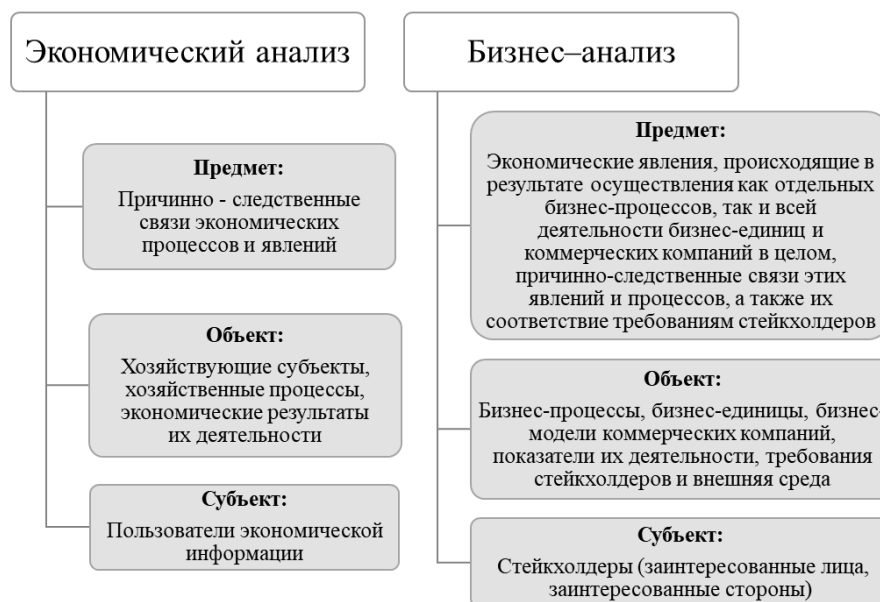 Экономический анализ
Предмет:
Причинно - следственные
связи экономических
процессов и явлений
Объект:
Хозяйствующие субъекты,
хозяйственные процессы,
экономические результаты
их деятельности
Субъект:
Пользователи экономической
информации
Бизнес–анализ
Предмет:
Экономические явления, происходящие в
результате осуществления как отдельных
бизнес-процессов, так и всей
деятельности бизнес-единиц и
коммерческих компаний в целом,
причинно-следственные связи этих
явлений и процессов, а также их
соответствие требованиям стейкхолдеров
Объект:
Бизнес-процессы, бизнес-единицы, бизнес-
модели коммерческих компаний,
показатели их деятельности, требования
стейкхолдеров и внешняя среда
Субъект:
Стейкхолдеры (заинтересованные лица,
заинтересованные стороны)